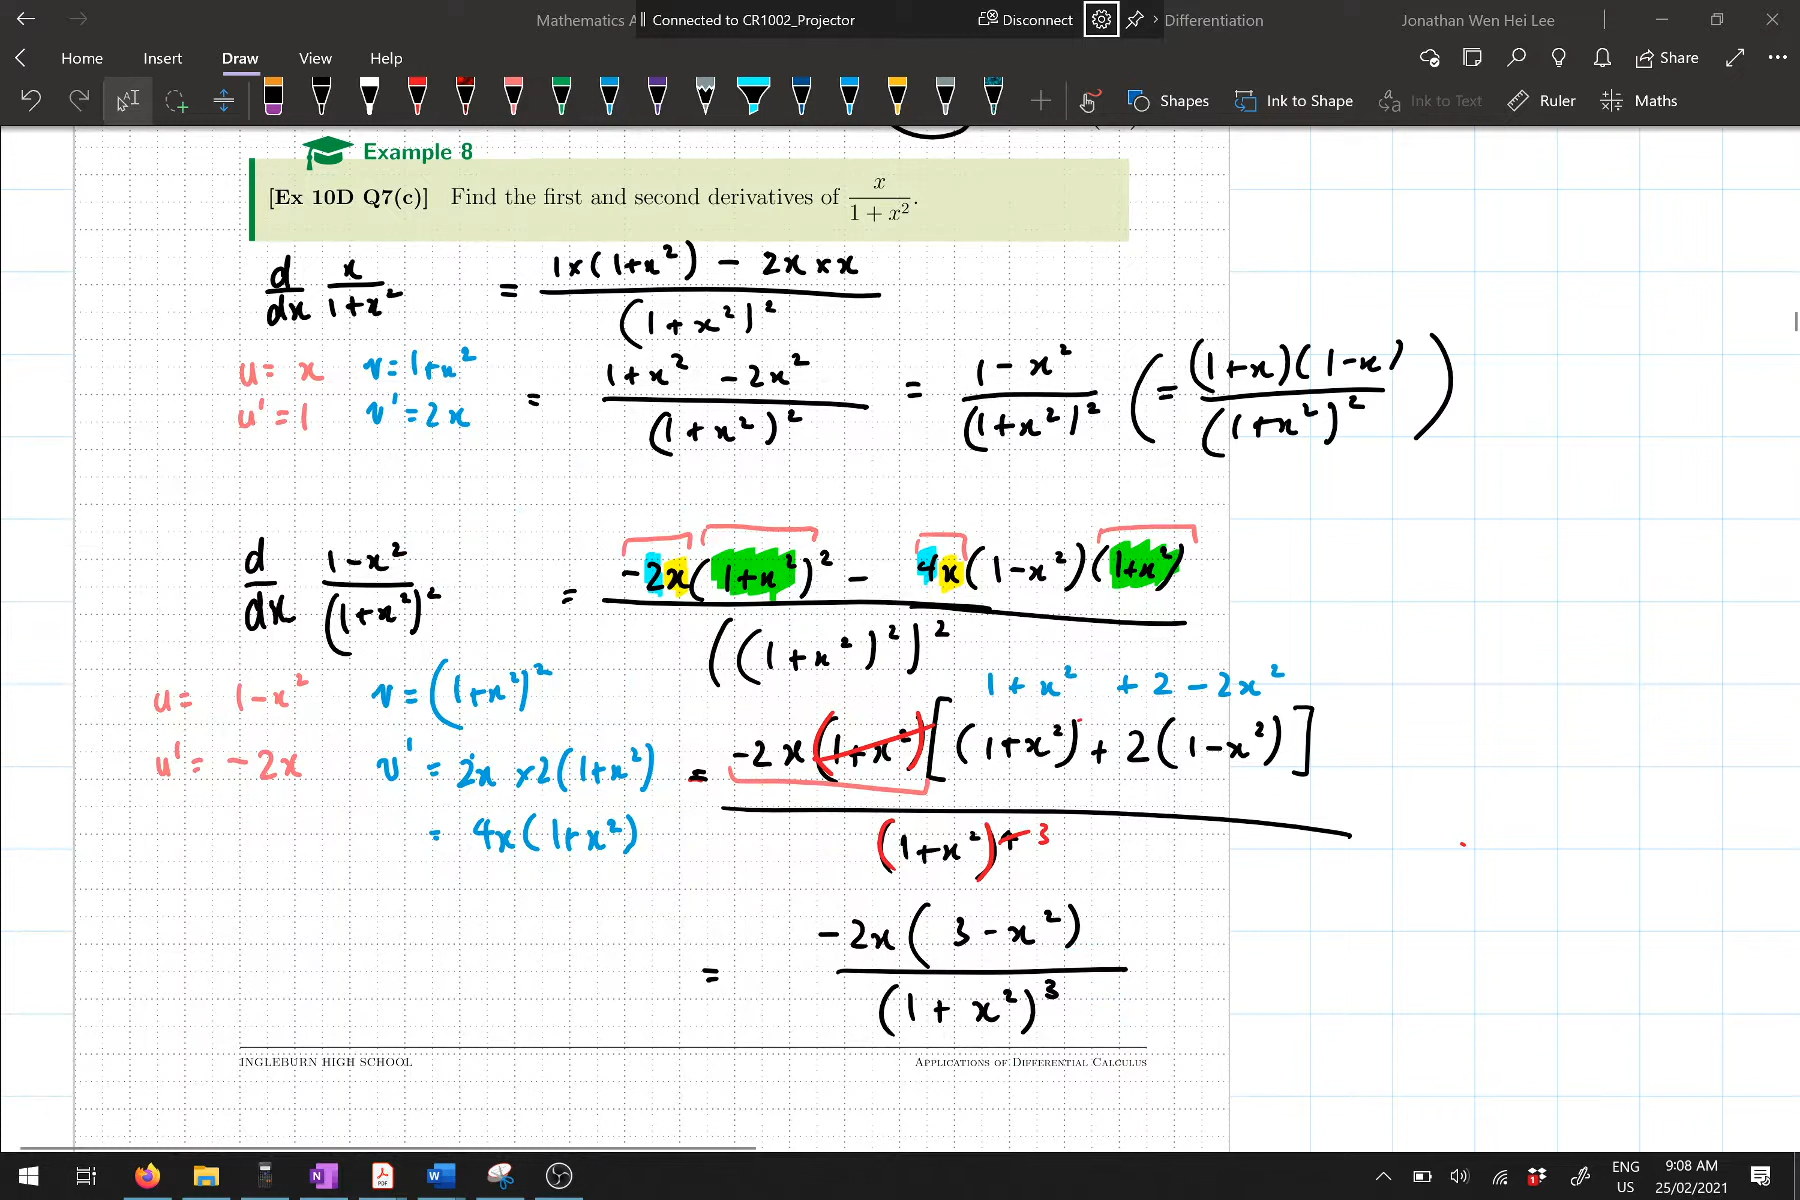 Mathematics A
Connected to CR1002_Projector
Disconnect
Differentiation
Jonathan Wen Hei Lee
Home Insert Draw View Help
Share
Shapes Ink to Shape Ink to Text Ruler Maths
Example 8
[Ex 10D Q7(c)] Find the first and second derivatives of x/(1 + x²).
d/dx x/(1+x²) = (1×(1+x²) − 2x×x)/(1+x²)²
u = x v = 1+x²
u' = 1 v' = 2x
= (1+x² − 2x²)/(1+x²)² = (1−x²)/(1+x²)² (= (1+x)(1−x)/(1+x²)²)
d/dx (1−x²)/(1+x²)² = (−2x(1+x²)² − 4x(1−x²)(1+x²))/((1+x²)²)²
u = 1−x² v = (1+x²)²
u' = −2x v' = 2x ×2(1+x²)
= 4x(1+x²)
1+x² +2−2x²
= −2x(1+x²)[(1+x²)+2(1−x²)]/(1+x²)⁴ 3
= −2x(3−x²)/(1+x²)³
INGLEBURN HIGH SCHOOL
APPLICATIONS OF DIFFERENTIAL CALCULUS
ENG
US
9:08 AM
25/02/2021